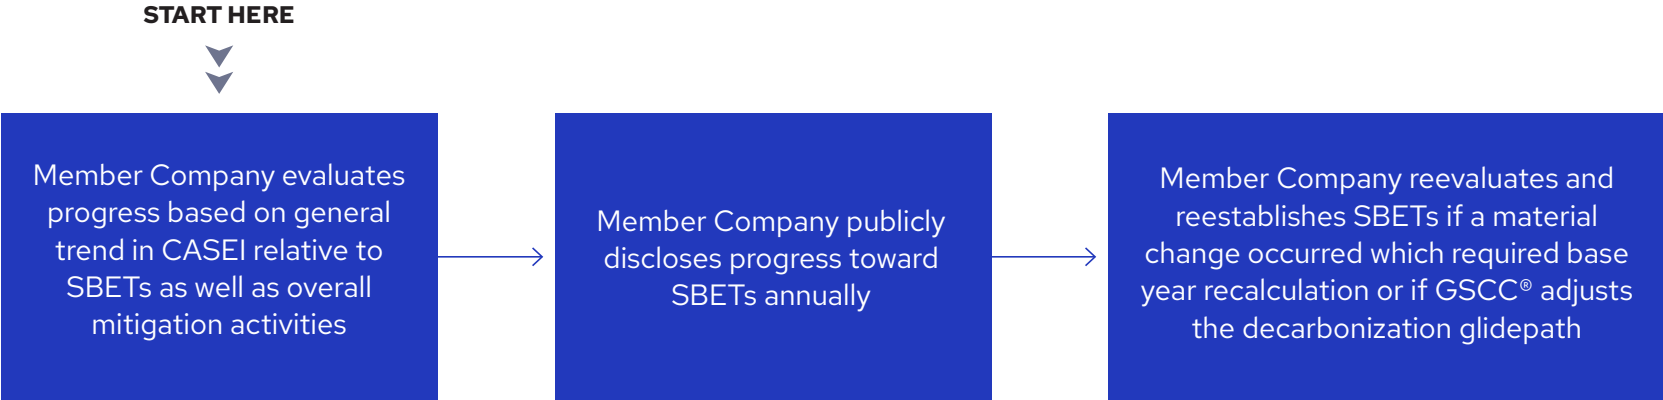 START HERE
Member Company evaluates
progress based on general
trend in CASEI relative to
SBETs as well as overall
mitigation activities
Member Company publicly
discloses progress toward
SBETs annually
Member Company reevaluates and
reestablishes SBETs if a material
change occurred which required base
year recalculation or if GSCC® adjusts
the decarbonization glidepath